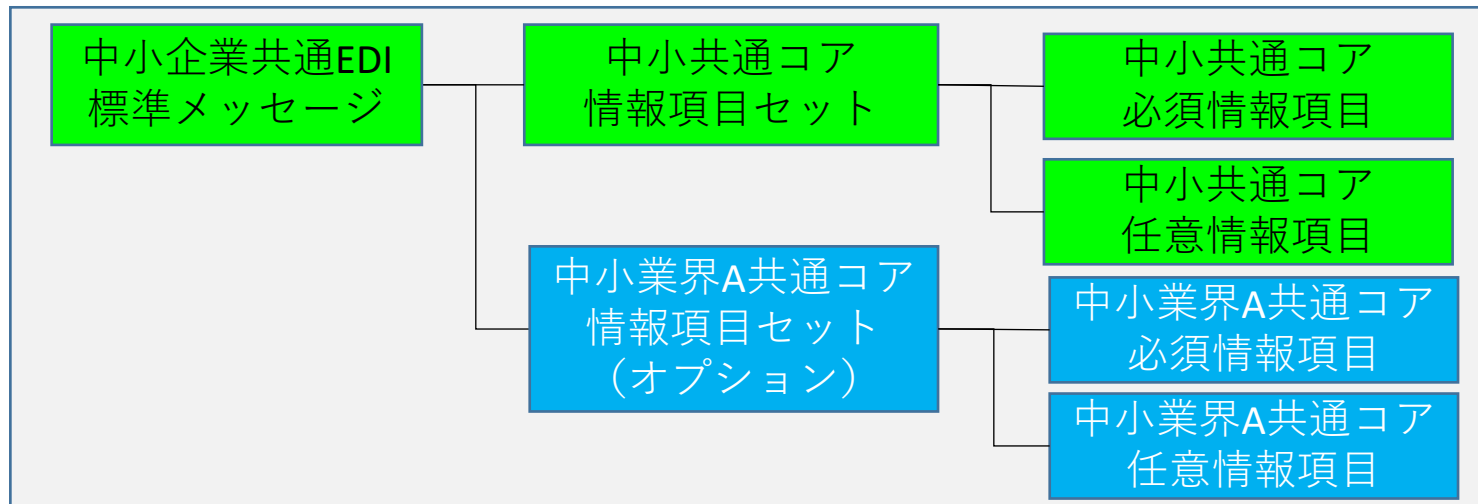 中小企業共通EDI
標準メッセージ
中小共通コア
情報項目セット
中小共通コア
必須情報項目
中小共通コア
任意情報項目
中小業界A共通コア
情報項目セット
（オプション）
中小業界A共通コア
必須情報項目
中小業界A共通コア
任意情報項目